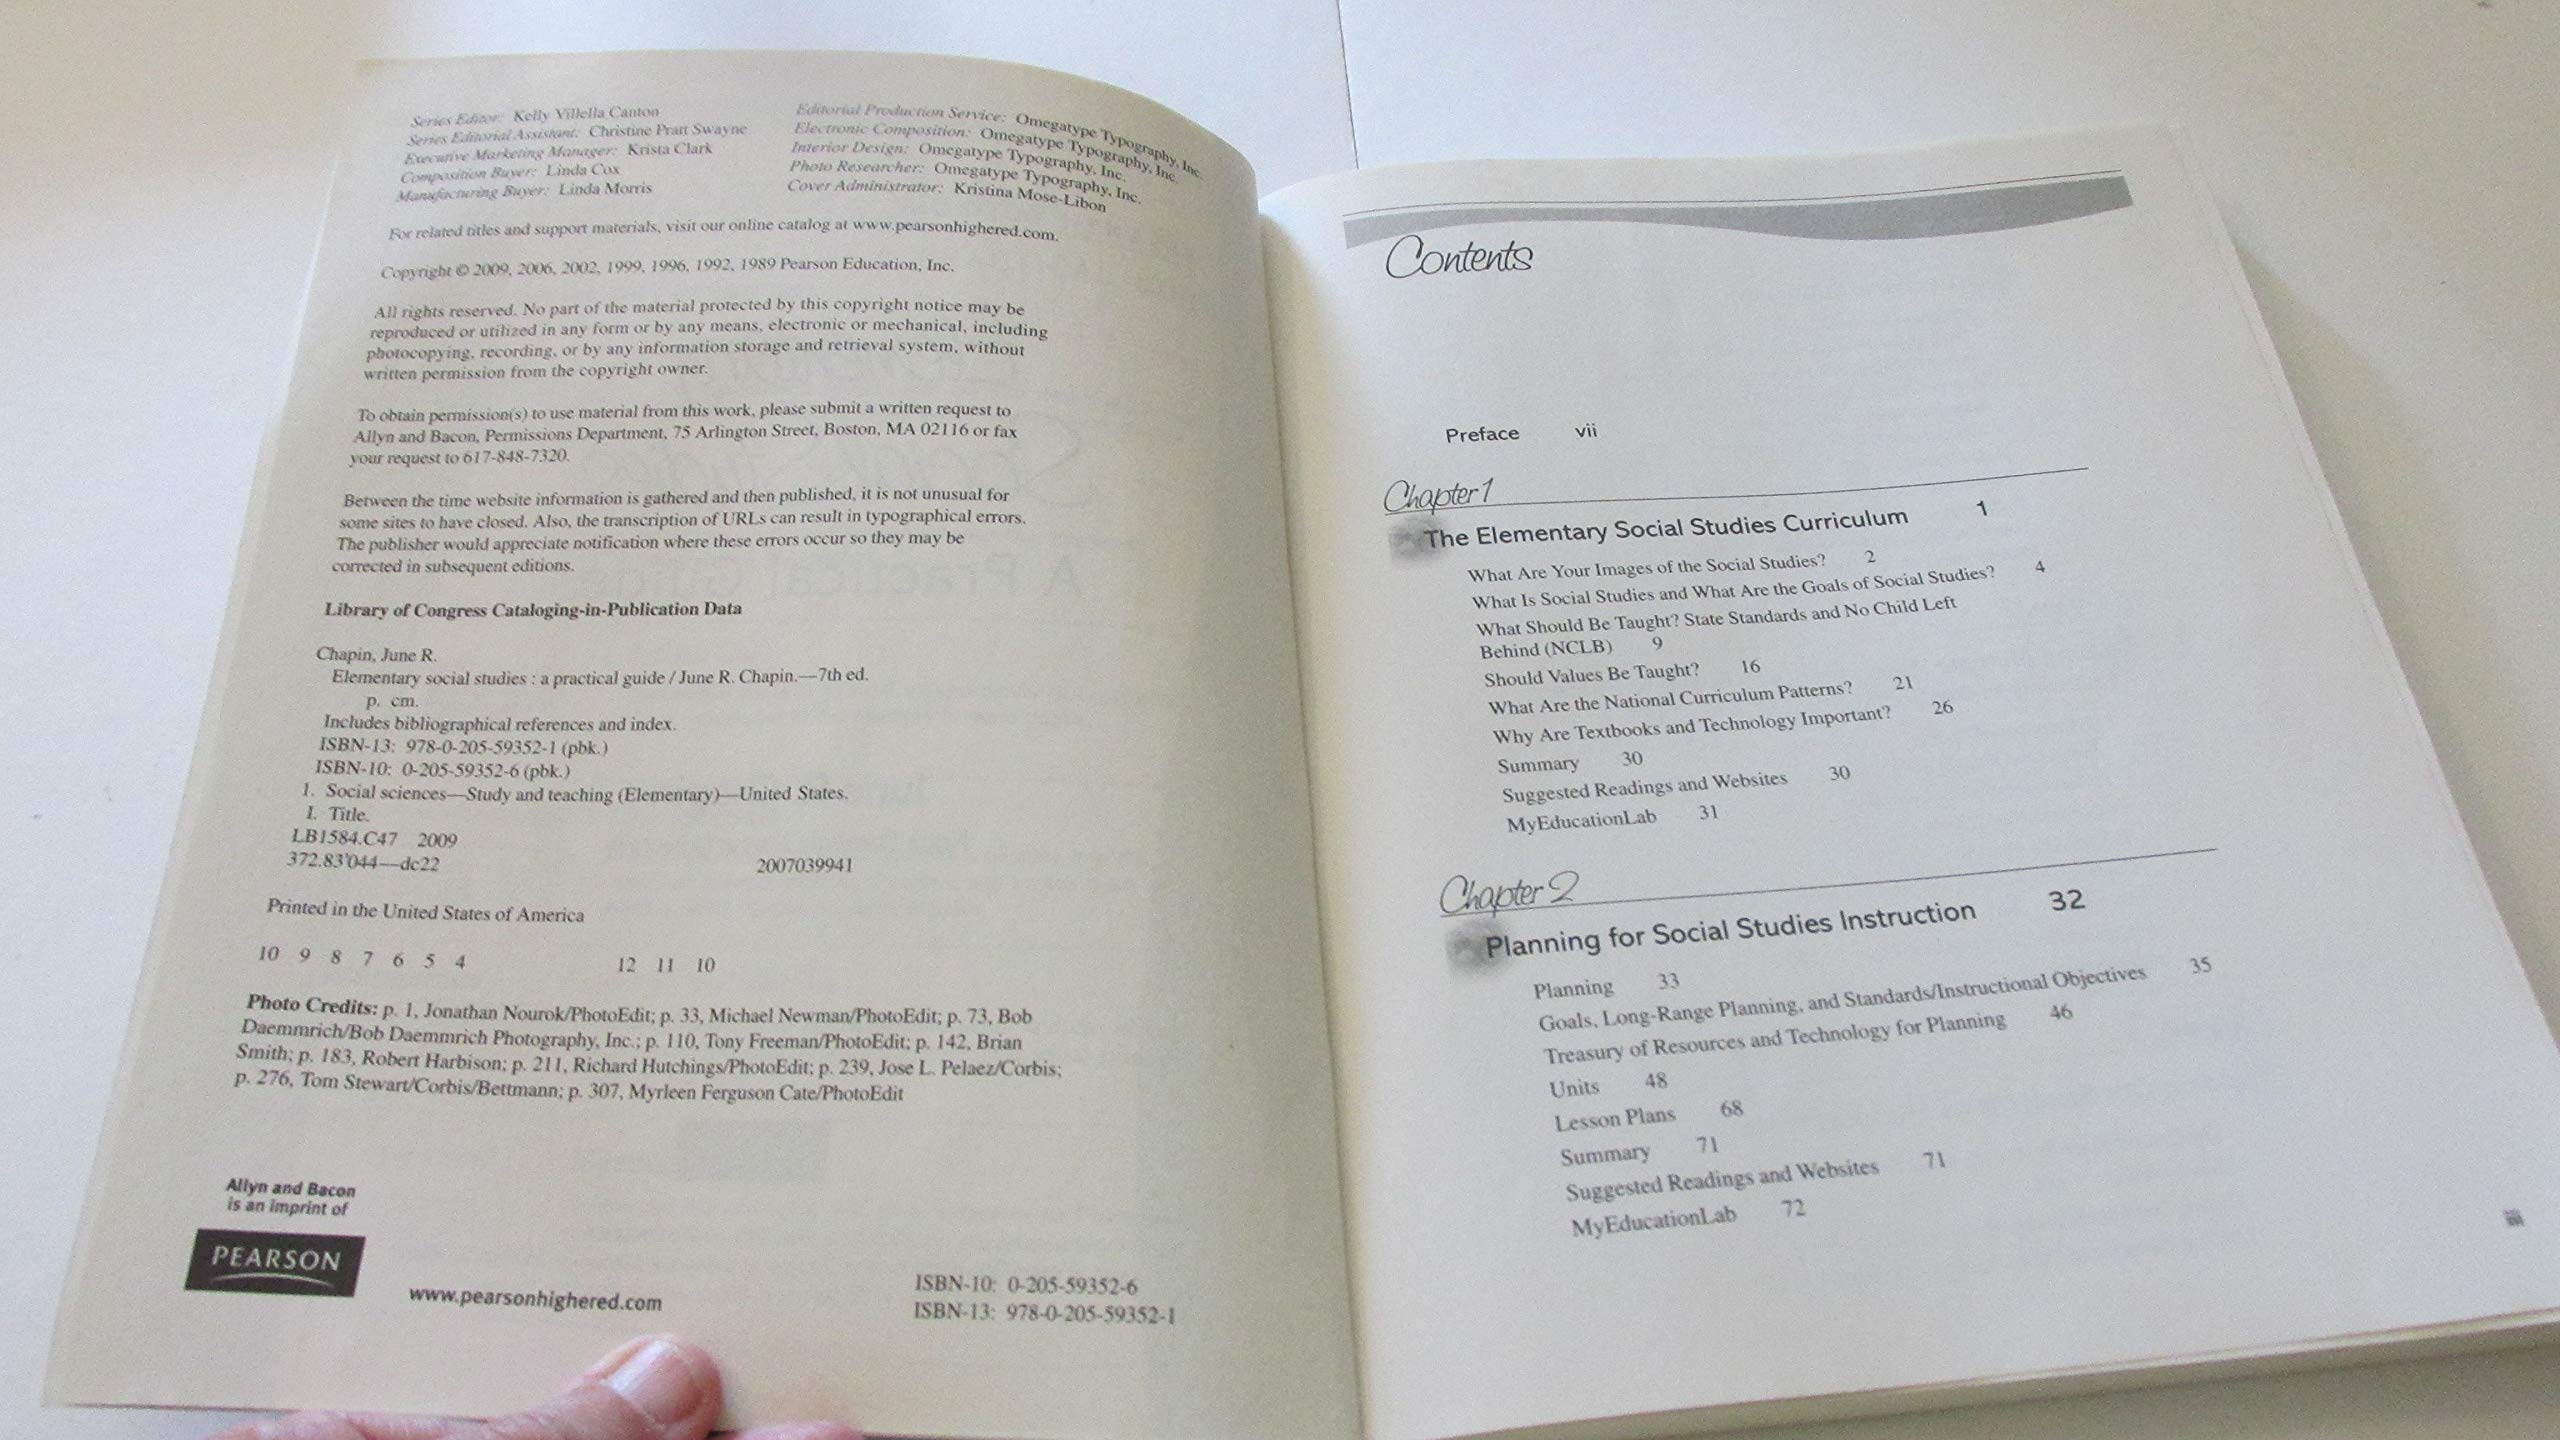 Series Editor: Kelly Villella Canton
Series Editorial Assistant: Christine Pratt Swayne
Executive Marketing Manager: Krista Clark
Composition Buyer: Linda Cox
Manufacturing Buyer: Linda Morris
Editorial Production Service: Omegatype Typography, Inc.
Electronic Composition: Omegatype Typography, Inc.
Interior Design: Omegatype Typography, Inc.
Photo Researcher: Omegatype Typography, Inc.
Cover Administrator: Kristina Mose-Libon
For related titles and support materials, visit our online catalog at www.pearsonhighered.com.
Copyright © 2009, 2006, 2002, 1999, 1996, 1992, 1989 Pearson Education, Inc.
All rights reserved. No part of the material protected by this copyright notice may be
reproduced or utilized in any form or by any means, electronic or mechanical, including
photocopying, recording, or by any information storage and retrieval system, without
written permission from the copyright owner.
To obtain permission(s) to use material from this work, please submit a written request to
Allyn and Bacon, Permissions Department, 75 Arlington Street, Boston, MA 02116 or fax
your request to 617-848-7320.
Between the time website information is gathered and then published, it is not unusual for
some sites to have closed. Also, the transcription of URLs can result in typographical errors.
The publisher would appreciate notification where these errors occur so they may be
corrected in subsequent editions.
Library of Congress Cataloging-in-Publication Data
Chapin, June R.
Elementary social studies : a practical guide / June R. Chapin.—7th ed.
p. cm.
Includes bibliographical references and index.
ISBN-13: 978-0-205-59352-1 (pbk.)
ISBN-10: 0-205-59352-6 (pbk.)
1. Social sciences—Study and teaching (Elementary)—United States.
I. Title.
LB1584.C47 2009
372.83'044—dc22 2007039941
Printed in the United States of America
10 9 8 7 6 5 4 12 11 10
Photo Credits: p. 1, Jonathan Nourok/PhotoEdit; p. 33, Michael Newman/PhotoEdit; p. 73, Bob
Daemmrich/Bob Daemmrich Photography, Inc.; p. 110, Tony Freeman/PhotoEdit; p. 142, Brian
Smith; p. 183, Robert Harbison; p. 211, Richard Hutchings/PhotoEdit; p. 239, Jose L. Pelaez/Corbis;
p. 276, Tom Stewart/Corbis/Bettmann; p. 307, Myrleen Ferguson Cate/PhotoEdit
Allyn and Bacon
is an imprint of
PEARSON
www.pearsonhighered.com
ISBN-10: 0-205-59352-6
ISBN-13: 978-0-205-59352-1
Contents
Preface vii
Chapter 1
The Elementary Social Studies Curriculum 1
What Are Your Images of the Social Studies? 2
What Is Social Studies and What Are the Goals of Social Studies? 4
What Should Be Taught? State Standards and No Child Left
Behind (NCLB) 9
Should Values Be Taught? 16
What Are the National Curriculum Patterns? 21
Why Are Textbooks and Technology Important? 26
Summary 30
Suggested Readings and Websites 30
MyEducationLab 31
Chapter 2
Planning for Social Studies Instruction 32
Planning 33
Goals, Long-Range Planning, and Standards/Instructional Objectives 35
Treasury of Resources and Technology for Planning 46
Units 48
Lesson Plans 68
Summary 71
Suggested Readings and Websites 71
MyEducationLab 72